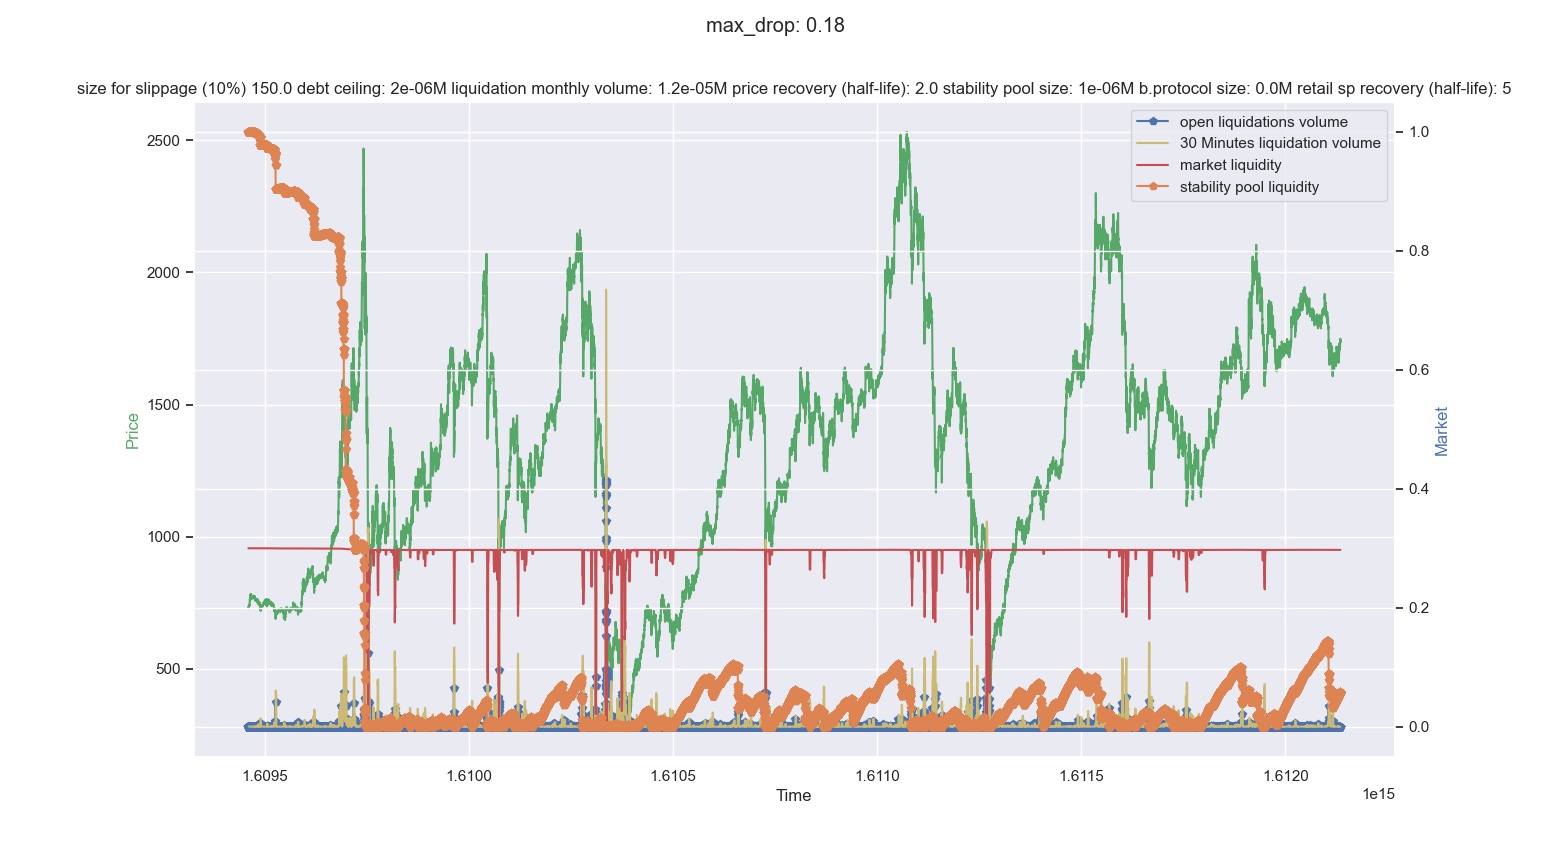 max_drop: 0.18
size for slippage (10%) 150.0 debt ceiling: 2e-06M liquidation monthly volume: 1.2e-05M price recovery (half-life): 2.0 stability pool size: 1e-06M b.protocol size: 0.0M retail sp recovery (half-life): 5
open liquidations volume
30 Minutes liquidation volume
market liquidity
stability pool liquidity
2500
2000
1500
1000
500
Price
1.0
0.8
0.6
0.4
0.2
0.0
Market
1.6095
1.6100
1.6105
1.6110
1.6115
1.6120
Time
1e15